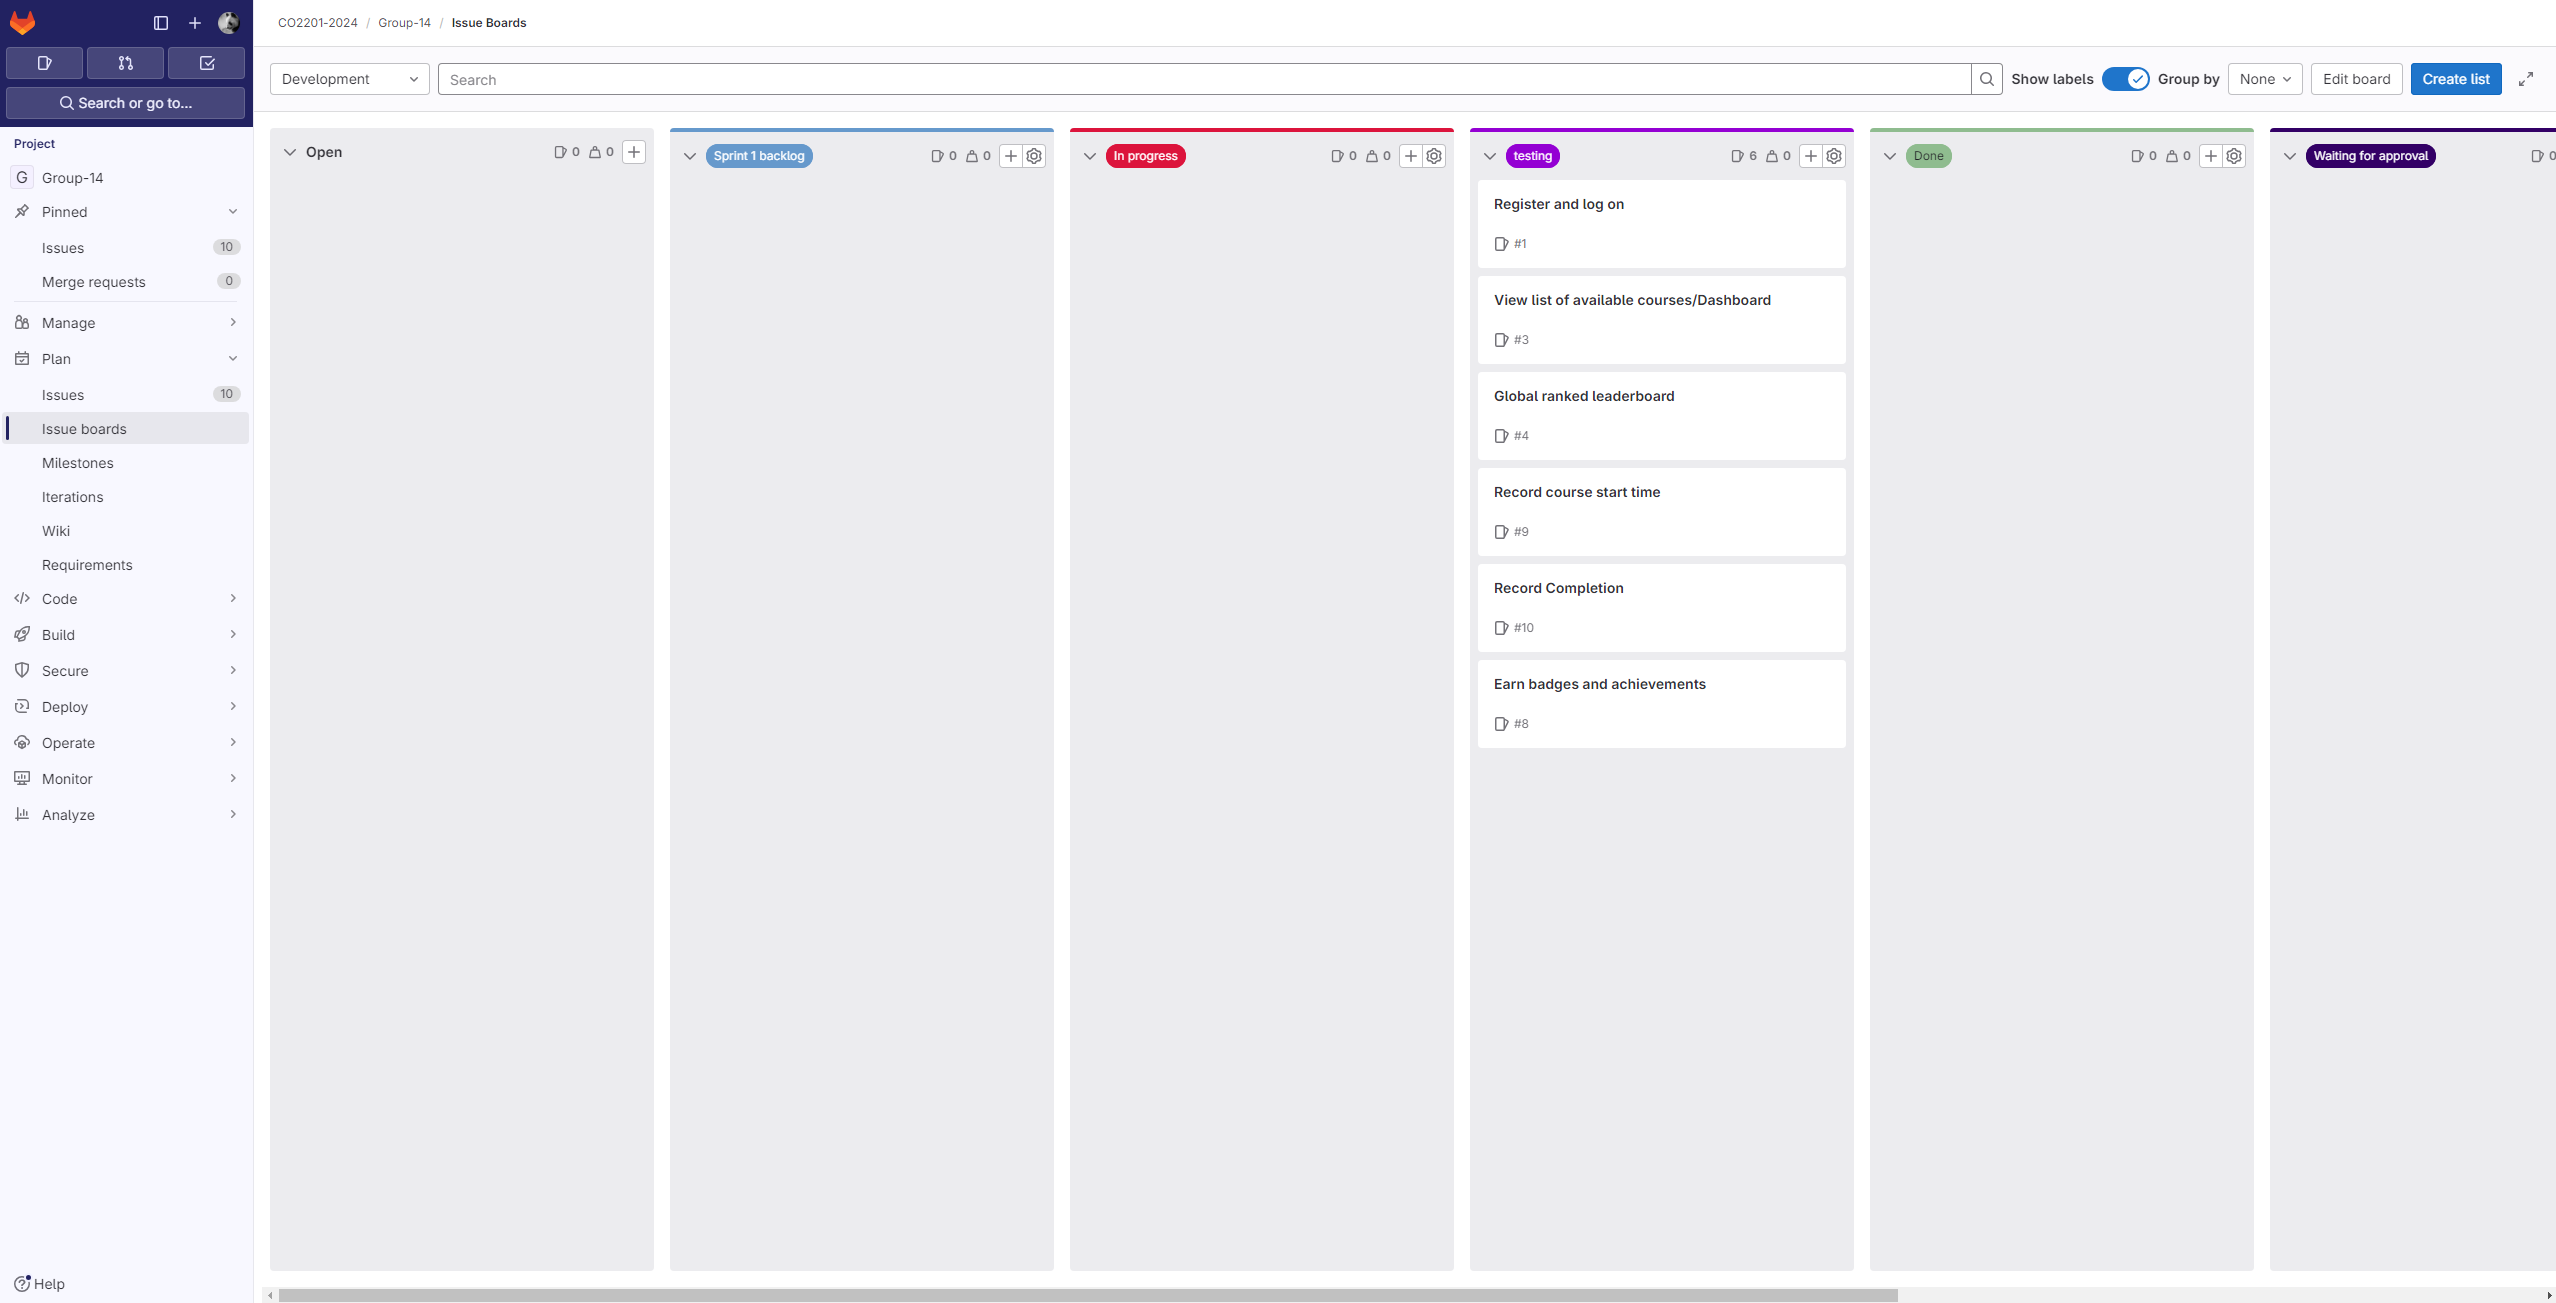 CO2201-2024 / Group-14 / Issue Boards
Search or go to...
Project
G Group-14
Pinned
Issues 10
Merge requests 0
Manage
Plan
Issues 10
Issue boards
Milestones
Iterations
Wiki
Requirements
Code
Build
Secure
Deploy
Operate
Monitor
Analyze
Help
Development
Search
Show labels
Group by
None
Edit board
Create list
Open 0 0
Sprint 1 backlog 0 0
In progress 0 0
testing 6 0
Register and log on
#1
View list of available courses/Dashboard
#3
Global ranked leaderboard
#4
Record course start time
#9
Record Completion
#10
Earn badges and achievements
#8
Done 0 0
Waiting for approval 0